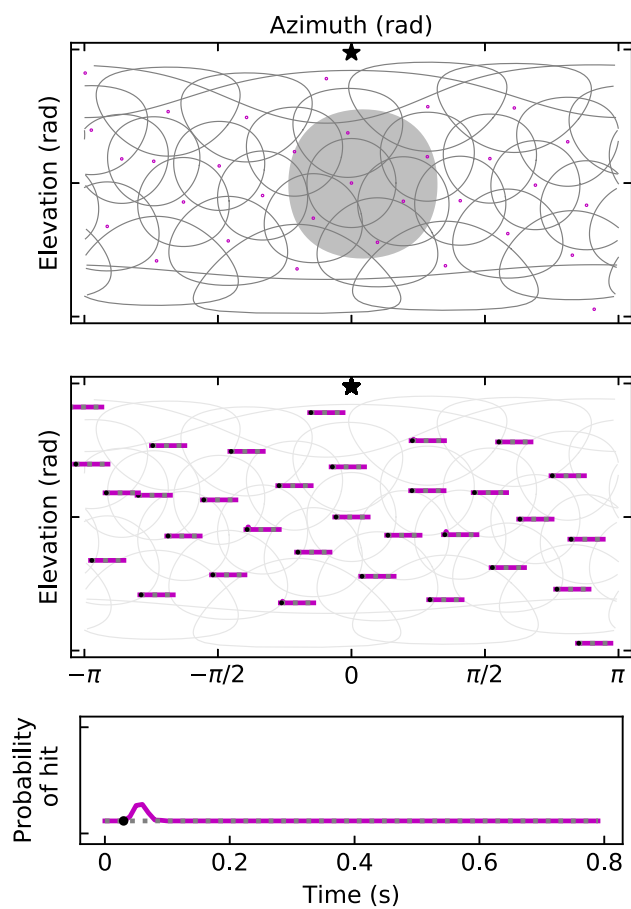 Azimuth (rad)
Elevation (rad)
Elevation (rad)
−π
−π/2
0
π/2
π
Probability
of hit
0
0.2
0.4
0.6
0.8
Time (s)